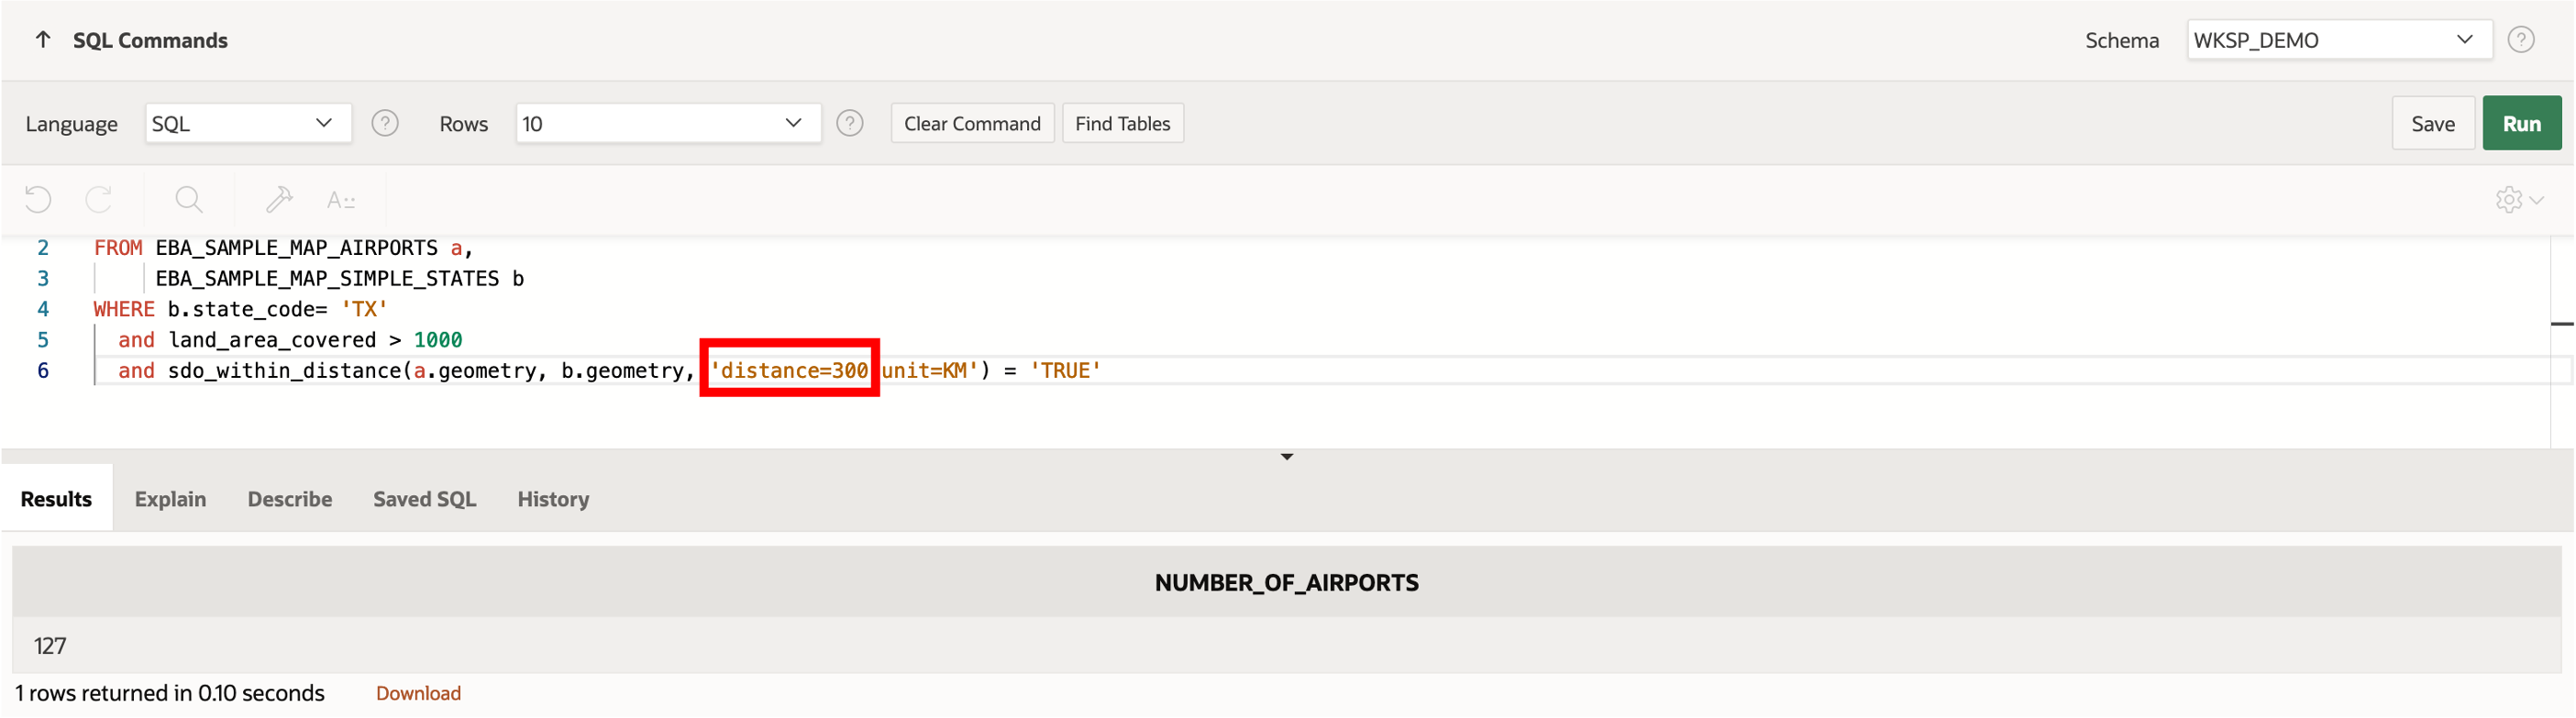 SQL Commands Schema WKSP_DEMO ?
Language SQL ? Rows 10 ? Clear Command Find Tables Save Run
A
2 FROM EBA_SAMPLE_MAP_AIRPORTS a,
3 EBA_SAMPLE_MAP_SIMPLE_STATES b
4 WHERE b.state_code= 'TX'
5 and land_area_covered > 1000
6 and sdo_within_distance(a.geometry, b.geometry, 'distance=300 unit=KM') = 'TRUE'
Results Explain Describe Saved SQL History
NUMBER_OF_AIRPORTS
127
1 rows returned in 0.10 seconds Download